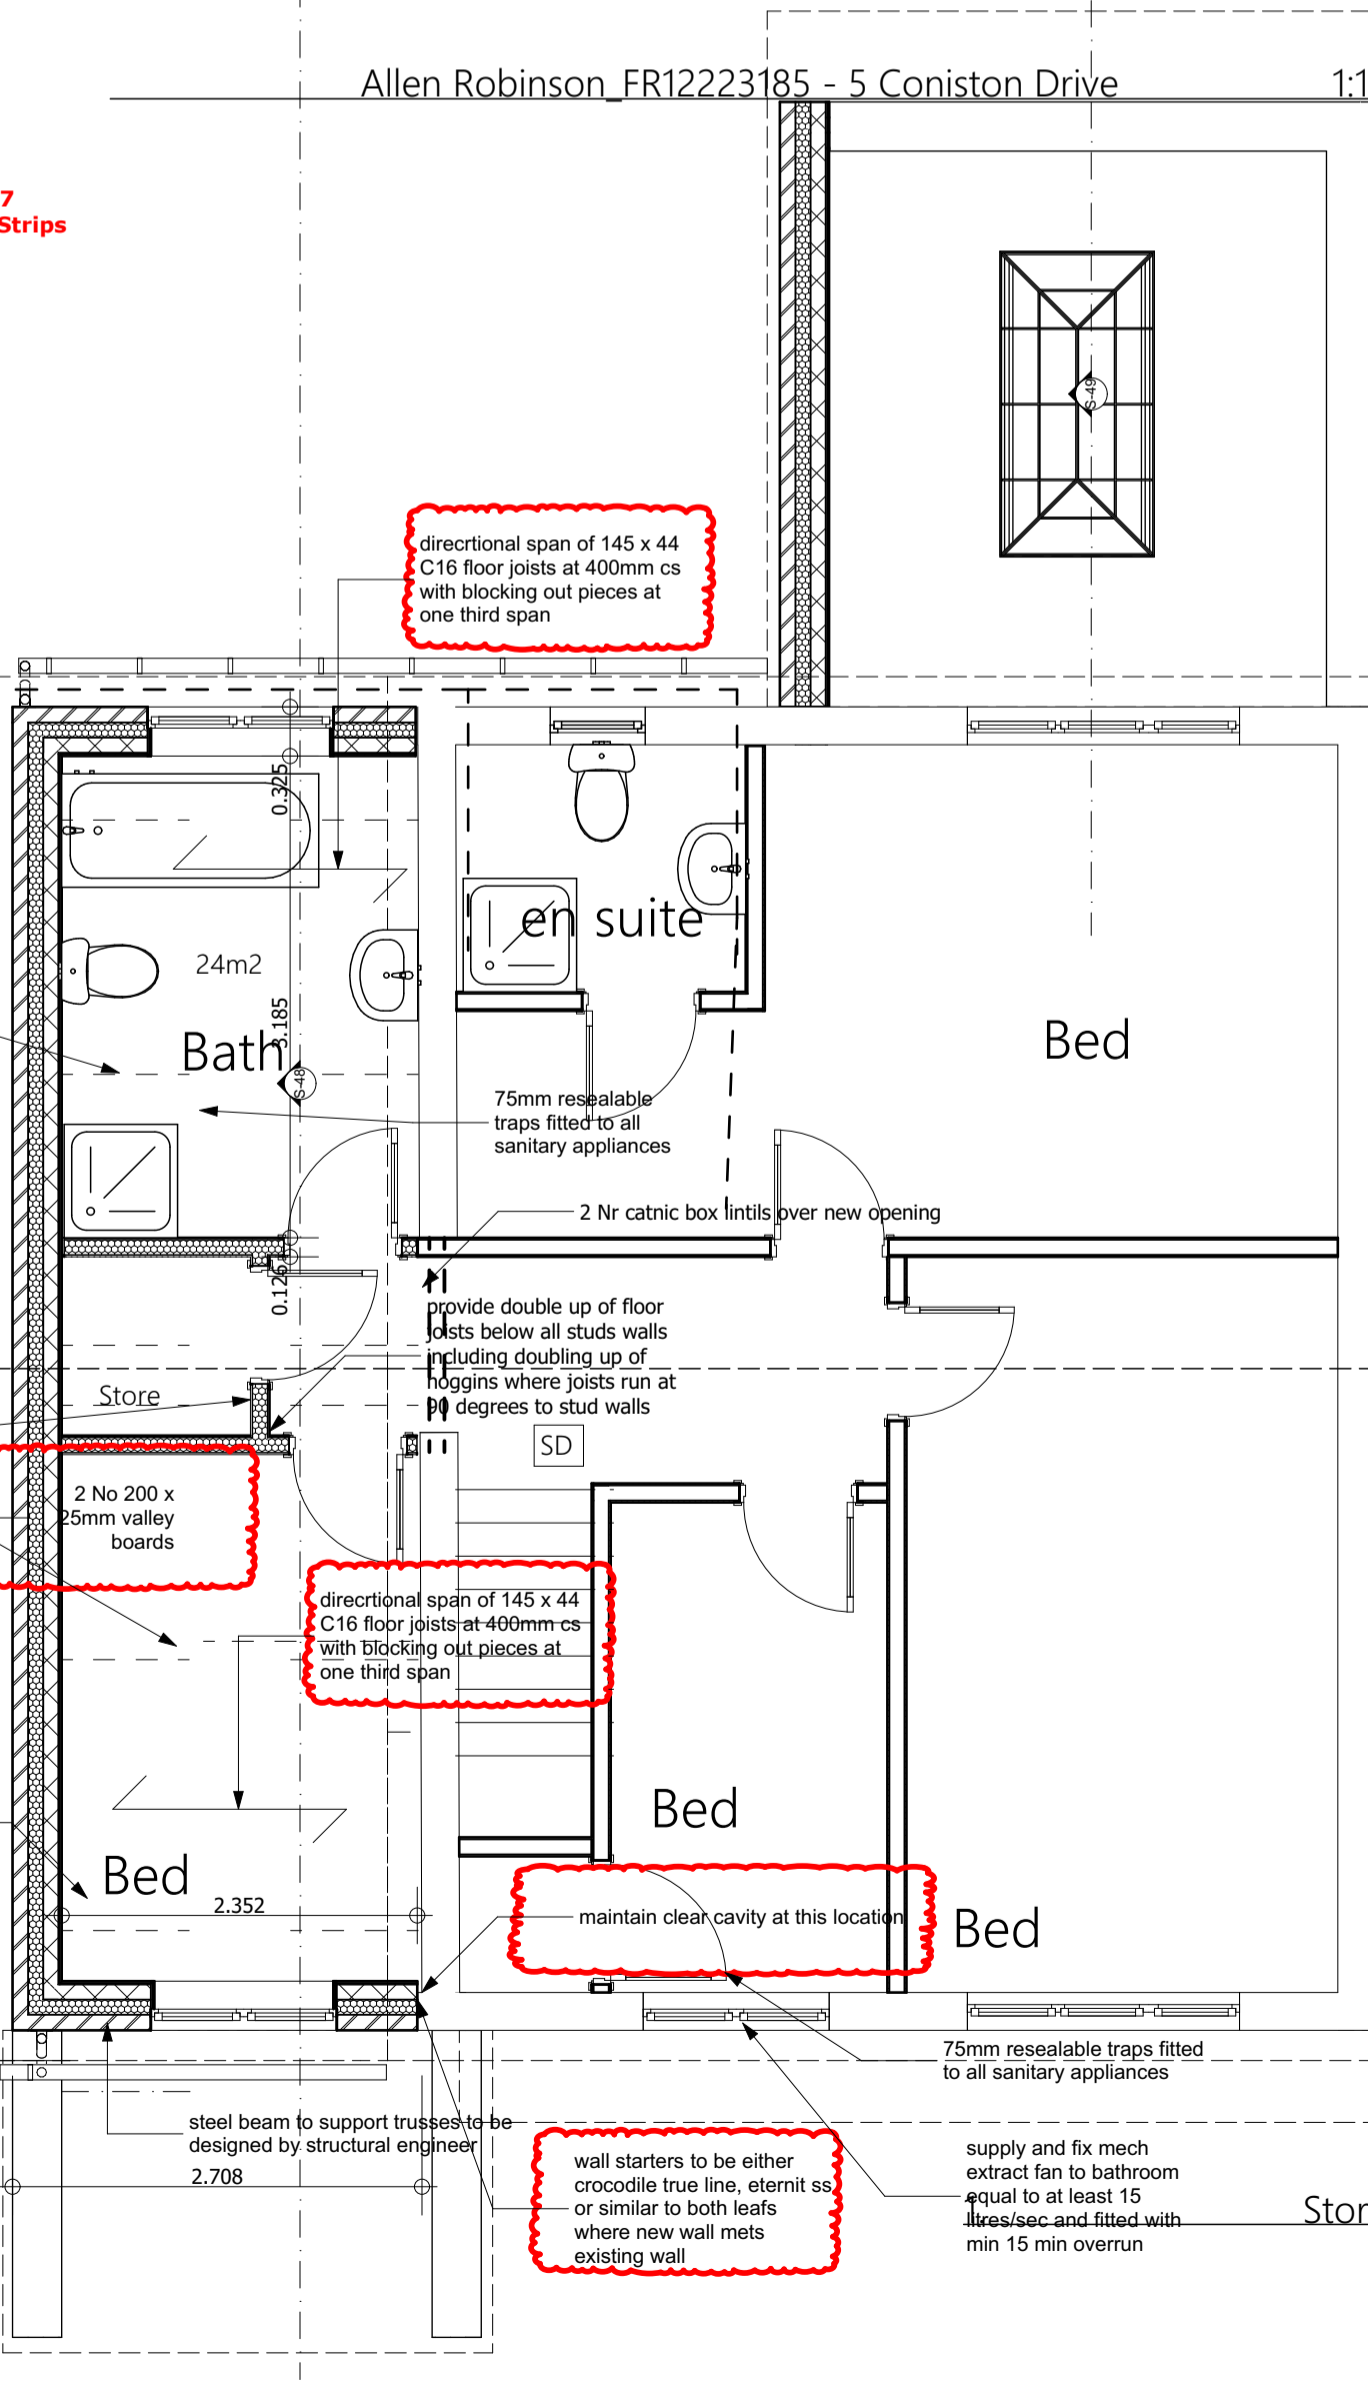 Allen Robinson_FR12223185 - 5 Coniston Drive
1:1
7
Strips
S-49
direcrtional span of 145 x 44
C16 floor joists at 400mm cs
with blocking out pieces at
one third span
0.325
en suite
24m2
3.185
Bath
Bed
S-48
75mm resealable
traps fitted to all
sanitary appliances
2 Nr catnic box lintils over new opening
0.126
provide double up of floor
joists below all studs walls
including doubling up of
noggins where joists run at
90 degrees to stud walls
Store
SD
2 No 200 x
25mm valley
boards
direcrtional span of 145 x 44
C16 floor joists at 400mm cs
with blocking out pieces at
one third span
Bed
Bed
2.352
maintain clear cavity at this location
Bed
75mm resealable traps fitted
to all sanitary appliances
steel beam to support trusses to be
designed by structural engineer
2.708
wall starters to be either
crocodile true line, eternit ss
or similar to both leafs
where new wall mets
existing wall
supply and fix mech
extract fan to bathroom
equal to at least 15
litres/sec and fitted with
min 15 min overrun
1.
Stor